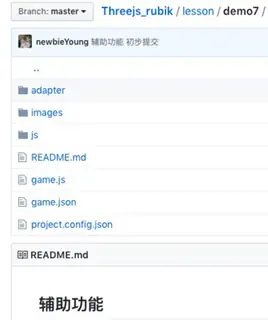 Branch: master
Threejs_rubik / lesson / demo7 /
newbieYoung 辅助功能 初步提交
..
adapter
images
js
README.md
game.js
game.json
project.config.json
README.md
辅助功能